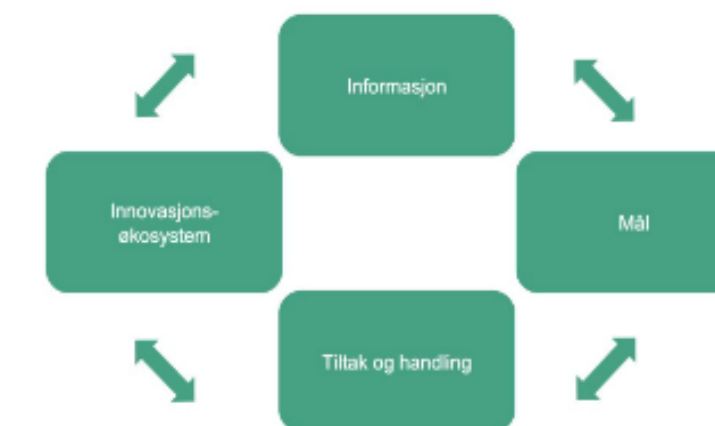 Informasjon
Innovasjons-
økosystem
Mål
Tiltak og handling